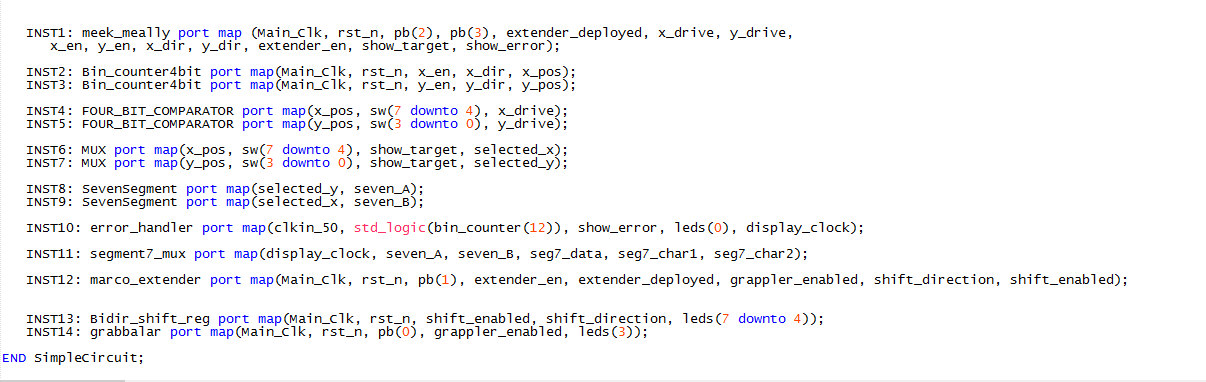 INST1: meek_meally port map (Main_Clk, rst_n, pb(2), pb(3), extender_deployed, x_drive, y_drive,
x_en, y_en, x_dir, y_dir, extender_en, show_target, show_error);
INST2: Bin_counter4bit port map(Main_Clk, rst_n, x_en, x_dir, x_pos);
INST3: Bin_counter4bit port map(Main_Clk, rst_n, y_en, y_dir, y_pos);
INST4: FOUR_BIT_COMPARATOR port map(x_pos, sw(7 downto 4), x_drive);
INST5: FOUR_BIT_COMPARATOR port map(y_pos, sw(3 downto 0), y_drive);
INST6: MUX port map(x_pos, sw(7 downto 4), show_target, selected_x);
INST7: MUX port map(y_pos, sw(3 downto 0), show_target, selected_y);
INST8: SevenSegment port map(selected_y, seven_A);
INST9: SevenSegment port map(selected_x, seven_B);
INST10: error_handler port map(clkin_50, std_logic(bin_counter(12)), show_error, leds(0), display_clock);
INST11: segment7_mux port map(display_clock, seven_A, seven_B, seg7_data, seg7_char1, seg7_char2);
INST12: marco_extender port map(Main_Clk, rst_n, pb(1), extender_en, extender_deployed, grappler_enabled, shift_direction, shift_enabled);
INST13: Bidir_shift_reg port map(Main_Clk, rst_n, shift_enabled, shift_direction, leds(7 downto 4));
INST14: grabbalar port map(Main_Clk, rst_n, pb(0), grappler_enabled, leds(3));
END SimpleCircuit;